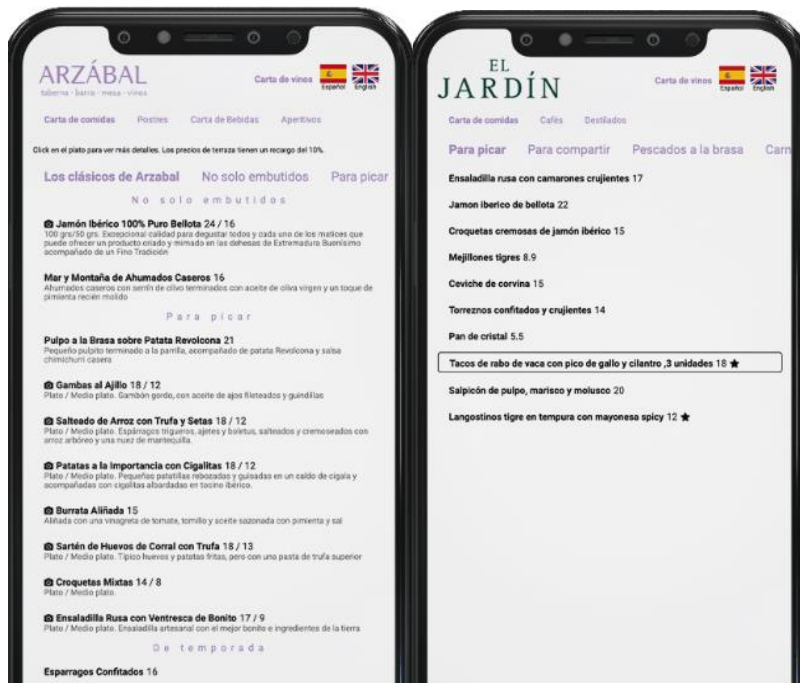 ARZÁBAL
taberna - barra - mesa - vinos
Carta de vinos
Español
English
Carta de comidas Postres Carta de Bebidas Aperitivos
Click en el plato para ver más detalles. Los precios de terraza tienen un recargo del 10%.
Los clásicos de Arzabal No solo embutidos Para picar
No solo embutidos
Jamón Ibérico 100% Puro Bellota 24 / 16
100 grs/50 grs. Excepcional calidad para degustar todos y cada uno de los matices que
puede ofrecer un producto criado y mimado en las dehesas de Extremadura Buenísimo
acompañado de un Fino Tradición
Mar y Montaña de Ahumados Caseros 16
Ahumados caseros con serrín de olivo terminados con aceite de oliva virgen y un toque de
pimienta recién molido
Para picar
Pulpo a la Brasa sobre Patata Revolcona 21
Pequeño pulpito terminado a la parrilla, acompañado de patata Revolcona y salsa
chimichurri casera
Gambas al Ajillo 18 / 12
Plato / Medio plato. Gambón gordo, con aceite de ajos fileteados y guindillas
Salteado de Arroz con Trufa y Setas 18 / 12
Plato / Medio plato. Espárragos trigueros, ajetes y boletus, salteados y cremoseados con
arroz arbóreo y una nuez de mantequilla.
Patatas a la Importancia con Cigalitas 18 / 12
Plato / Medio plato. Pequeñas patatillas rebozadas y guisadas en un caldo de cigala y
acompañadas con cigalitas albardadas en tocino ibérico.
Burrata Aliñada 15
Aliñada con una vinagreta de tomate, tomillo y aceite sazonada con pimienta y sal
Sartén de Huevos de Corral con Trufa 18 / 13
Plato / Medio plato. Típico huevos y patatas fritas, pero con una pasta de trufa superior
Croquetas Mixtas 14 / 8
Plato / Medio plato.
Ensaladilla Rusa con Ventresca de Bonito 17 / 9
Plato / Medio plato. Ensaladilla artesanal con el mejor bonito e ingredientes de la tierra
De temporada
Esparragos Confitados 16
EL
JARDÍN
Carta de vinos
Español
English
Carta de comidas Cafés Destilados
Para picar Para compartir Pescados a la brasa Carn
Ensaladilla rusa con camarones crujientes 17
Jamon iberico de bellota 22
Croquetas cremosas de jamón ibérico 15
Mejillones tigres 8.9
Ceviche de corvina 15
Torreznos confitados y crujientes 14
Pan de cristal 5.5
Tacos de rabo de vaca con pico de gallo y cilantro ,3 unidades 18 ★
Salpicón de pulpo, marisco y molusco 20
Langostinos tigre en tempura con mayonesa spicy 12 ★